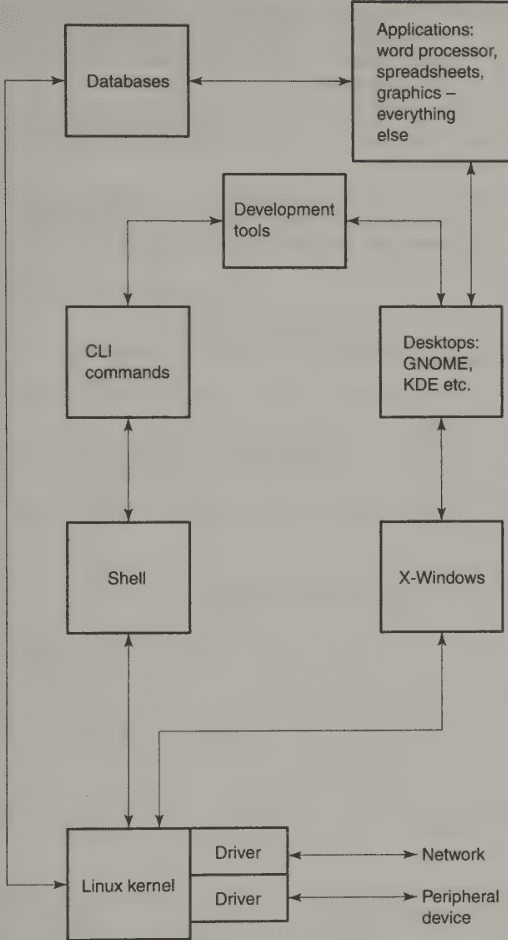 Applications:
word processor,
spreadsheets,
graphics –
everything
else
Databases
Development
tools
CLI
commands
Desktops:
GNOME,
KDE etc.
Shell
X-Windows
Linux kernel
Driver
Network
Driver
Peripheral
device